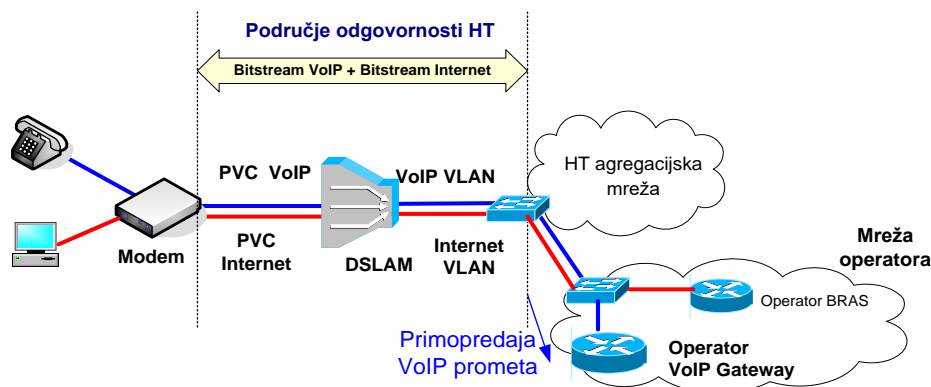 Područje odgovornosti HT
Bitstream VoIP + Bitstream Internet
PVC VoIP
VoIP VLAN
HT agregacijska
mreža
Modem
PVC
Internet
DSLAM
Internet
VLAN
Mreža
operatora
Operator BRAS
Primopredaja
VoIP prometa
Operator
VoIP Gateway